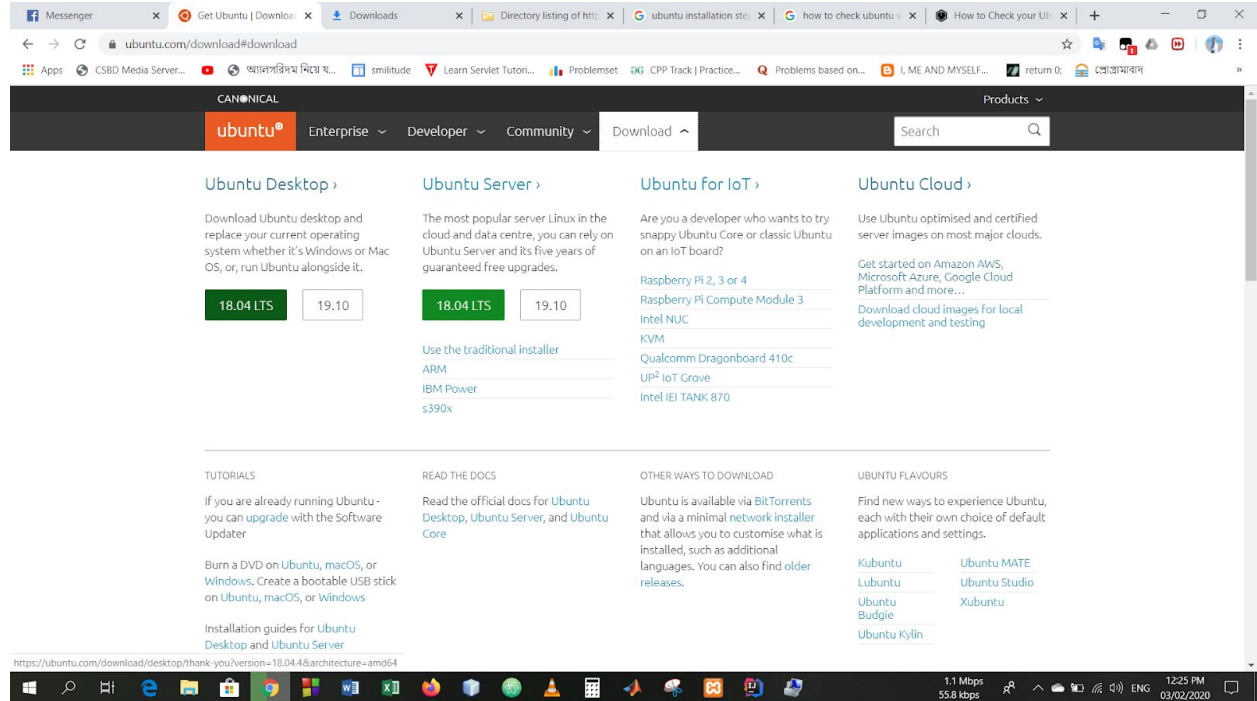 Messenger
Get Ubuntu | Downloa
Downloads
Directory listing of http
ubuntu installation ste
how to check ubuntu v
How to Check your Ub
ubuntu.com/download#download
1
Apps
CSBD Media Server...
অ্যালগরিদম নিয়ে য...
smilitude
Learn Servlet Tutori...
Problemset
CPP Track | Practice...
Problems based on...
I, ME AND MYSELF...
return 0;
CANONICAL
Products
ubuntu®
Enterprise
Developer
Community
Download
Search
Ubuntu Desktop ›
Download Ubuntu desktop and
replace your current operating
system whether it's Windows or Mac
OS, or, run Ubuntu alongside it.
18.04 LTS
19.10
Ubuntu Server ›
The most popular server Linux in the
cloud and data centre, you can rely on
Ubuntu Server and its five years of
guaranteed free upgrades.
18.04 LTS
19.10
Use the traditional installer
ARM
IBM Power
s390x
Ubuntu for IoT ›
Are you a developer who wants to try
snappy Ubuntu Core or classic Ubuntu
on an IoT board?
Raspberry Pi 2, 3 or 4
Raspberry Pi Compute Module 3
Intel NUC
KVM
Qualcomm Dragonboard 410c
UP² IoT Grove
Intel IEI TANK 870
Ubuntu Cloud ›
Use Ubuntu optimised and certified
server images on most major clouds.
Get started on Amazon AWS,
Microsoft Azure, Google Cloud
Platform and more…
Download cloud images for local
development and testing
TUTORIALS
If you are already running Ubuntu -
you can upgrade with the Software
Updater
Burn a DVD on Ubuntu, macOS, or
Windows. Create a bootable USB stick
on Ubuntu, macOS, or Windows
Installation guides for Ubuntu
Desktop and Ubuntu Server
READ THE DOCS
Read the official docs for Ubuntu
Desktop, Ubuntu Server, and Ubuntu
Core
OTHER WAYS TO DOWNLOAD
Ubuntu is available via BitTorrents
and via a minimal network installer
that allows you to customise what is
installed, such as additional
languages. You can also find older
releases.
UBUNTU FLAVOURS
Find new ways to experience Ubuntu,
each with their own choice of default
applications and settings.
Kubuntu
Lubuntu
Ubuntu
Budgie
Ubuntu Kylin
Ubuntu MATE
Ubuntu Studio
Xubuntu
https://ubuntu.com/download/desktop/thank-you?version=18.04.4&architecture=amd64
1.1 Mbps
55.8 kbps
ENG
12:25 PM
03/02/2020